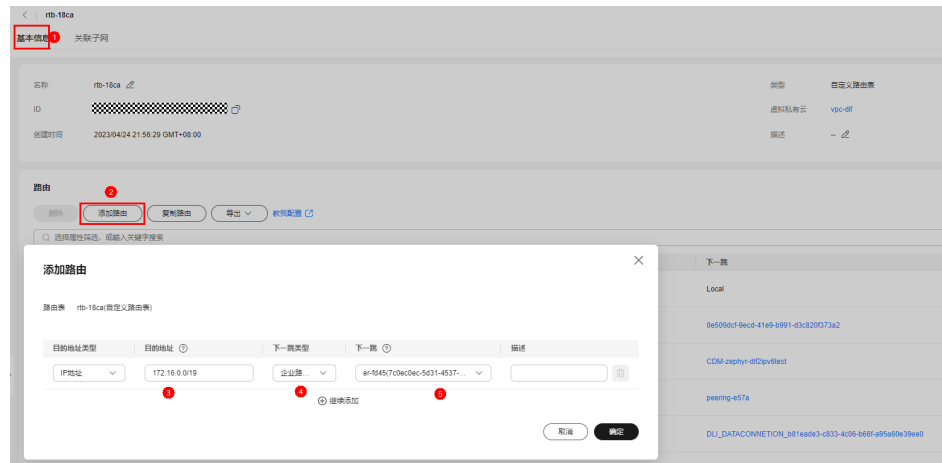 < rtb-18ca
基本信息 1 关联子网
名称 rtb-18ca 类型 自定义路由表
ID 虚拟私有云 vpc-dlf
创建时间 2023/04/24 21:56:29 GMT+08:00 描述 --
路由
2
删除 添加路由 复制路由 导出 教我配置
选择属性筛选，或输入关键字搜索
下一跳
Local
0e509dcf-9ecd-41e9-b991-d3c820f373a2
CDM-zephyr-dlf2ipv6test
peering-e57a
DLI_DATACONNETION_b81eade3-c833-4c06-b66f-a95a60e39ee0
添加路由
路由表 rtb-18ca(自定义路由表)
目的地址类型 目的地址 下一跳类型 下一跳 描述
IP地址 172.16.0.0/19 企业路... er-fd45(7c0ec0ec-5d31-4537-...
3 4 5
继续添加
取消 确定